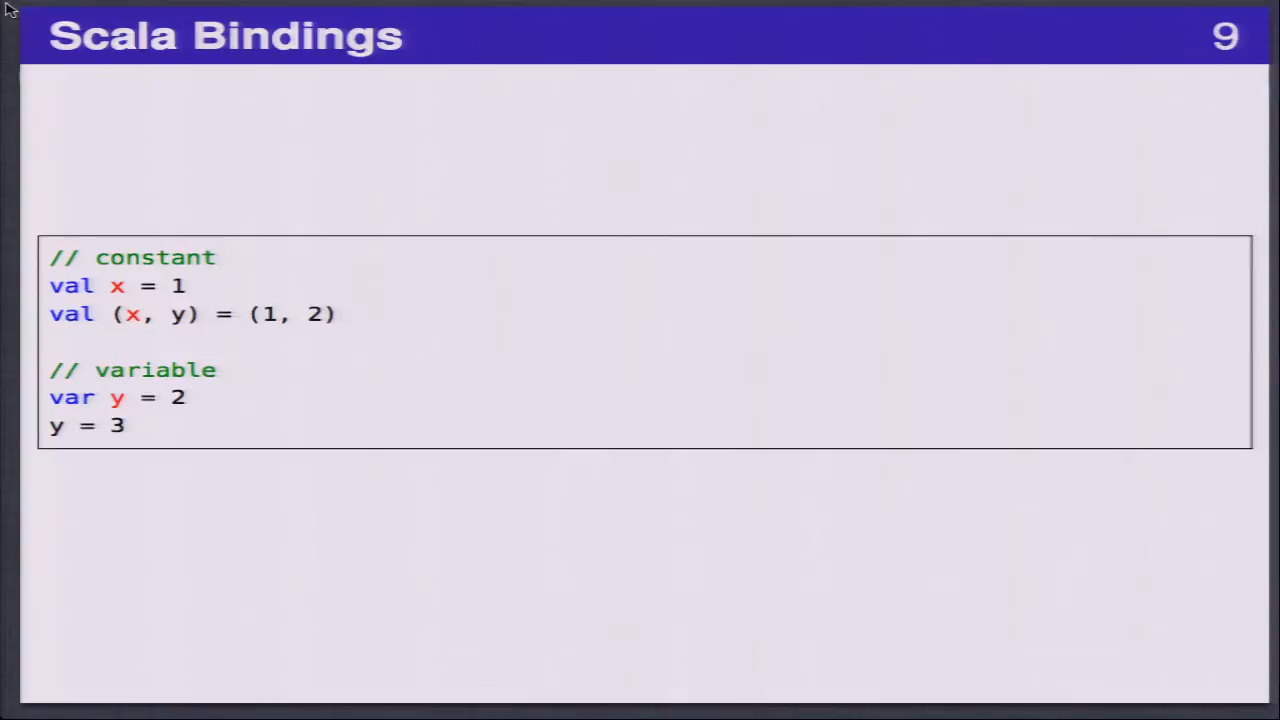 Scala Bindings
9
// constant
val x = 1
val (x, y) = (1, 2)
// variable
var y = 2
y = 3